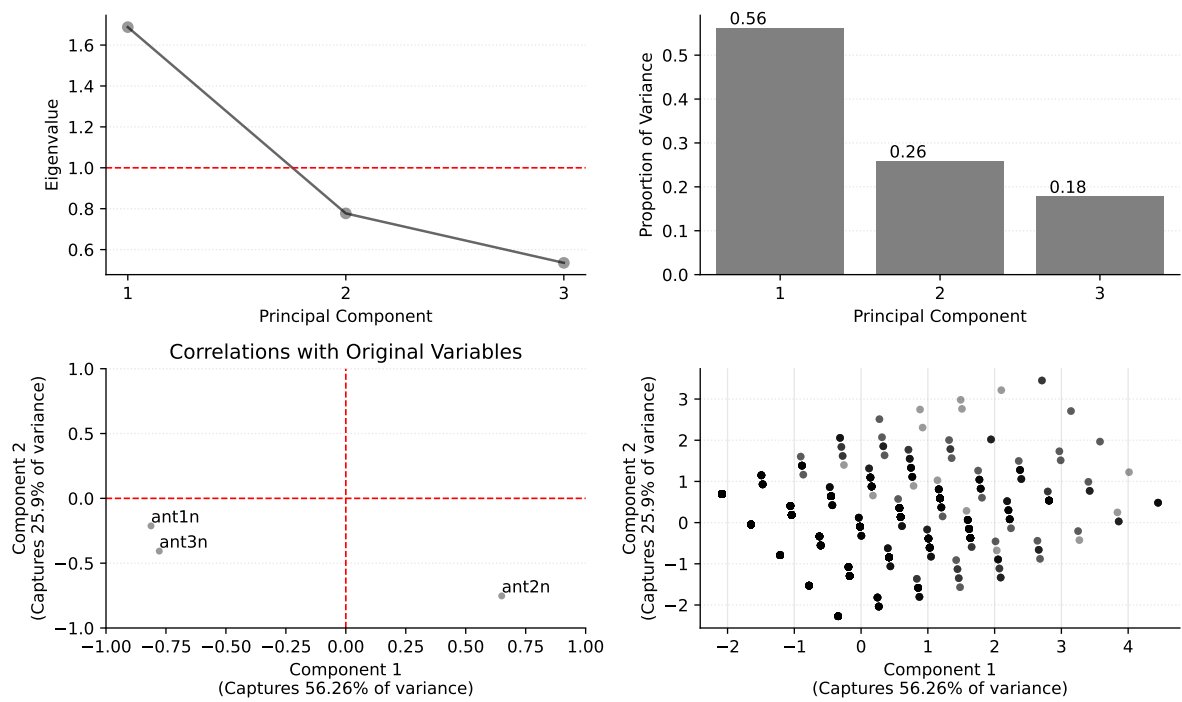 1.6
1.4
1.2
1.0
0.8
0.6
Eigenvalue
1 2 3
Principal Component
0.56
0.26
0.18
0.5
0.4
0.3
0.2
0.1
0.0
Proportion of Variance
1 2 3
Principal Component
Correlations with Original Variables
1.0
0.5
0.0
−0.5
−1.0
Component 2
(Captures 25.9% of variance)
ant1n
ant3n
ant2n
−1.00 −0.75 −0.50 −0.25 0.00 0.25 0.50 0.75 1.00
Component 1
(Captures 56.26% of variance)
3
2
1
0
−1
−2
Component 2
(Captures 25.9% of variance)
−2 −1 0 1 2 3 4
Component 1
(Captures 56.26% of variance)